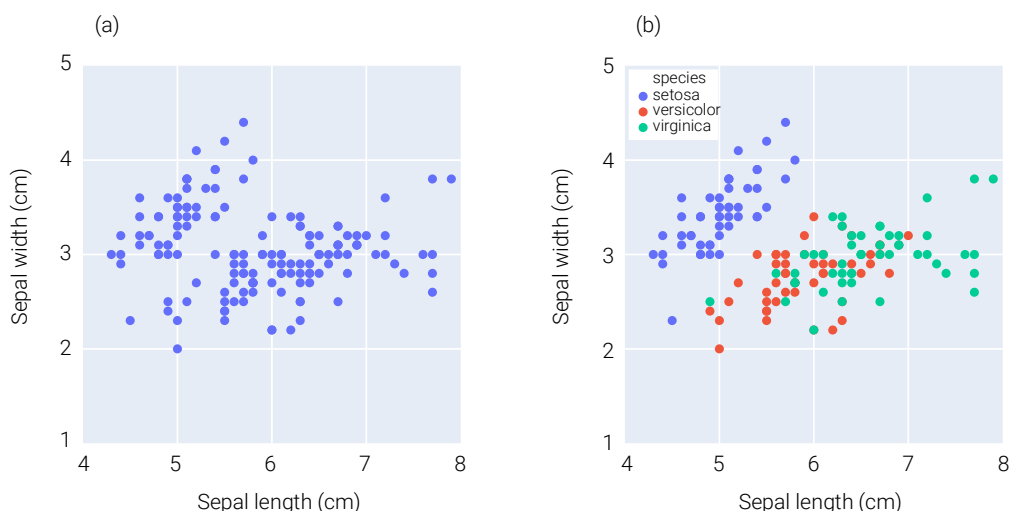 (a)
5
4
3
2
1
4 5 6 7 8
Sepal length (cm)
Sepal width (cm)
(b)
5
4
3
2
1
4 5 6 7 8
Sepal length (cm)
Sepal width (cm)
species
setosa
versicolor
virginica